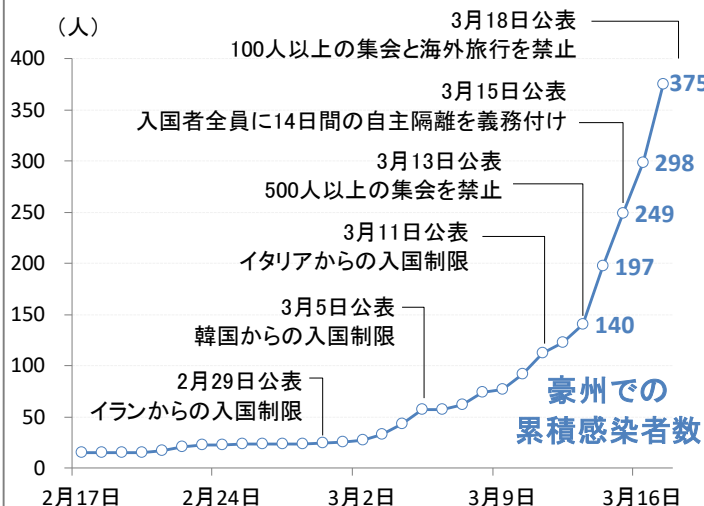 (人)
3月18日公表
100人以上の集会と海外旅行を禁止
3月15日公表
入国者全員に14日間の自主隔離を義務付け
3月13日公表
500人以上の集会を禁止
3月11日公表
イタリアからの入国制限
3月5日公表
韓国からの入国制限
2月29日公表
イランからの入国制限
400
350
300
250
200
150
100
50
0
375
298
249
197
140
豪州での
累積感染者数
2月17日
2月24日
3月2日
3月9日
3月16日